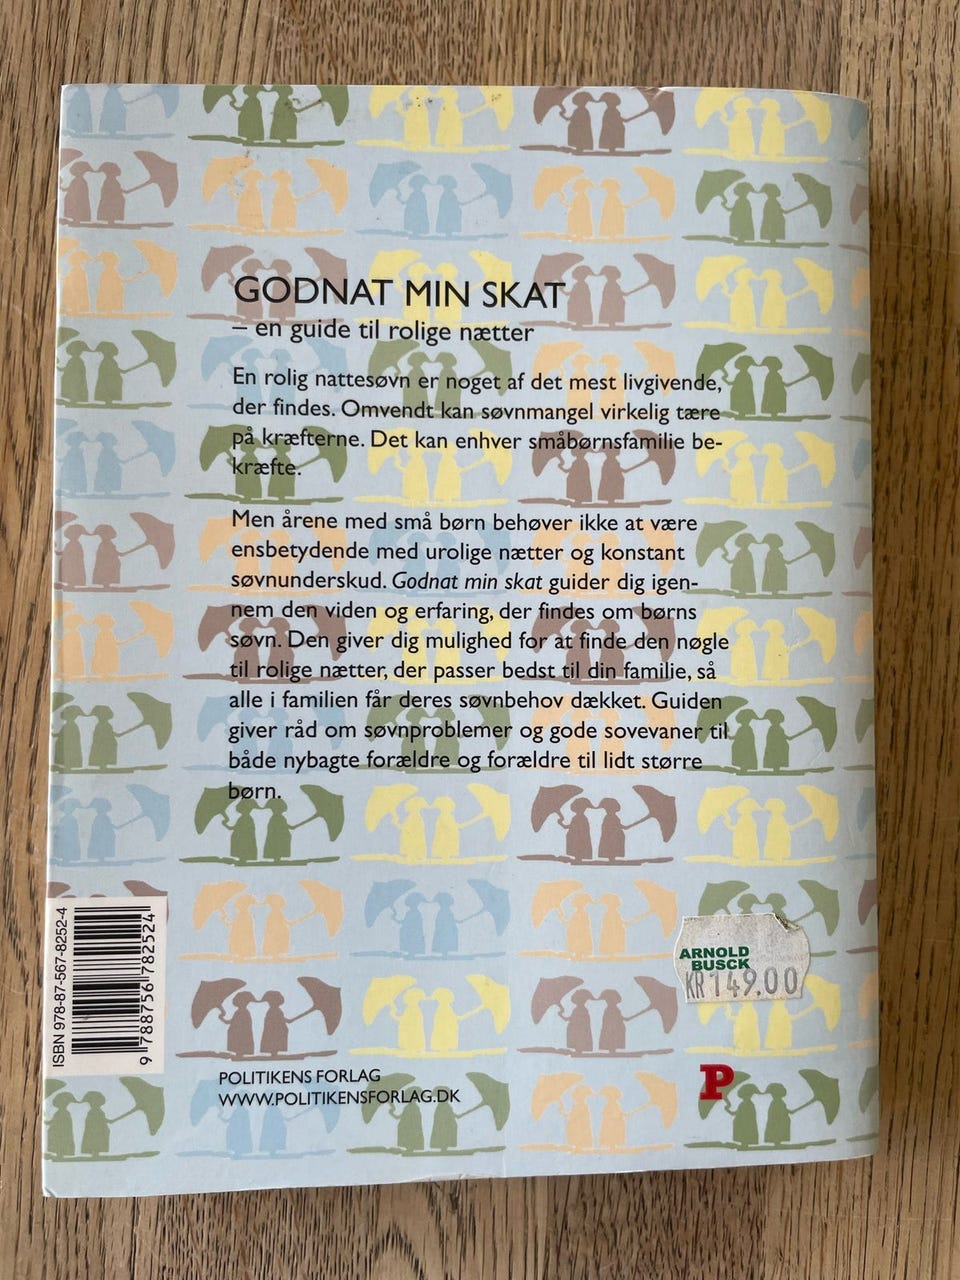 GODNAT MIN SKAT
– en guide til rolige nætter
En rolig nattesøvn er noget af det mest livgivende,
der findes. Omvendt kan søvnmangel virkelig tære
på kræfterne. Det kan enhver småbørnsfamilie be-
kræfte.
Men årene med små børn behøver ikke at være
ensbetydende med urolige nætter og konstant
søvnunderskud. Godnat min skat guider dig igen-
nem den viden og erfaring, der findes om børns
søvn. Den giver dig mulighed for at finde den nøgle
til rolige nætter, der passer bedst til din familie, så
alle i familien får deres søvnbehov dækket. Guiden
giver råd om søvnproblemer og gode sovevaner til
både nybagte forældre og forældre til lidt større
børn.
ISBN 978-87-567-8252-4
9 788756 782524
ARNOLD
BUSCK
KR 149.00
POLITIKENS FORLAG
WWW.POLITIKENSFORLAG.DK
P